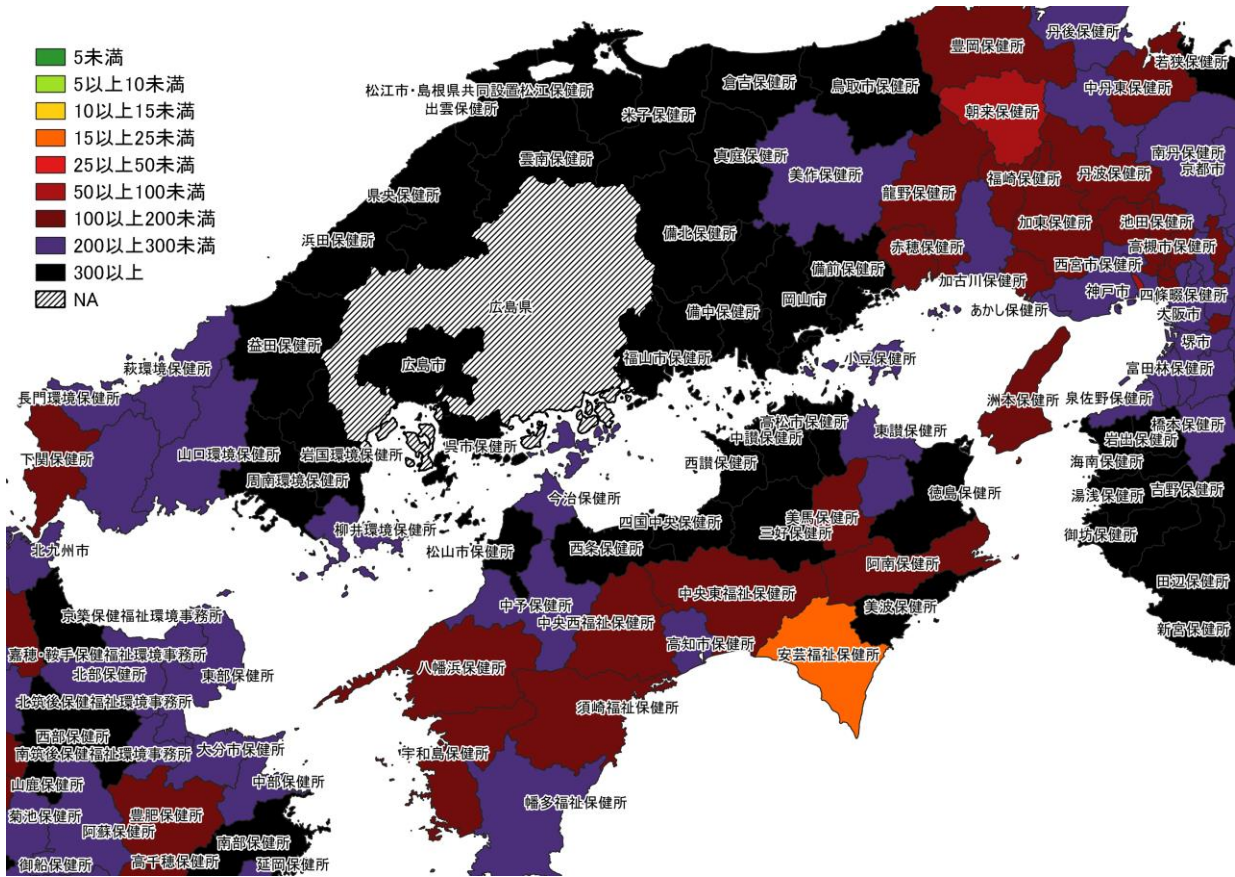 5未満
5以上10未満
10以上15未満
15以上25未満
25以上50未満
50以上100未満
100以上200未満
200以上300未満
300以上
NA
豊岡保健所
丹後保健所
若狭保健所
中丹東保健所
倉吉保健所
鳥取市保健所
松江市・島根県共同設置松江保健所
出雲保健所
米子保健所
朝来保健所
雲南保健所
真庭保健所
美作保健所
南丹保健所
京都市
福崎保健所
丹波保健所
龍野保健所
県央保健所
加東保健所
池田保健所
浜田保健所
備北保健所
赤穂保健所
高槻市保健所
備前保健所
西宮市保健所
加古川保健所
神戸市
四條畷保健所
広島県
岡山市
あかし保健所
大阪市
備中保健所
堺市
益田保健所
広島市
福山市保健所
小豆保健所
富田林保健所
萩環境保健所
長門環境保健所
洲本保健所
泉佐野保健所
高松市保健所
橋本保健所
東讃保健所
中讃保健所
岩出保健所
呉市保健所
下関保健所
山口環境保健所
岩国環境保健所
西讃保健所
海南保健所
周南環境保健所
吉野保健所
今治保健所
徳島保健所
湯浅保健所
美馬保健所
四国中央保健所
柳井環境保健所
三好保健所
御坊保健所
北九州市
松山市保健所
西条保健所
阿南保健所
田辺保健所
中央東福祉保健所
中予保健所
美波保健所
京築保健福祉環境事務所
中央西福祉保健所
新宮保健所
高知市保健所
安芸福祉保健所
嘉穂・鞍手保健福祉環境事務所
八幡浜保健所
北部保健所
東部保健所
北筑後保健福祉環境事務所
須崎福祉保健所
西部保健所
南筑後保健福祉環境事務所
大分市保健所
宇和島保健所
山鹿保健所
中部保健所
幡多福祉保健所
菊池保健所
豊肥保健所
阿蘇保健所
南部保健所
御船保健所
高千穂保健所
延岡保健所